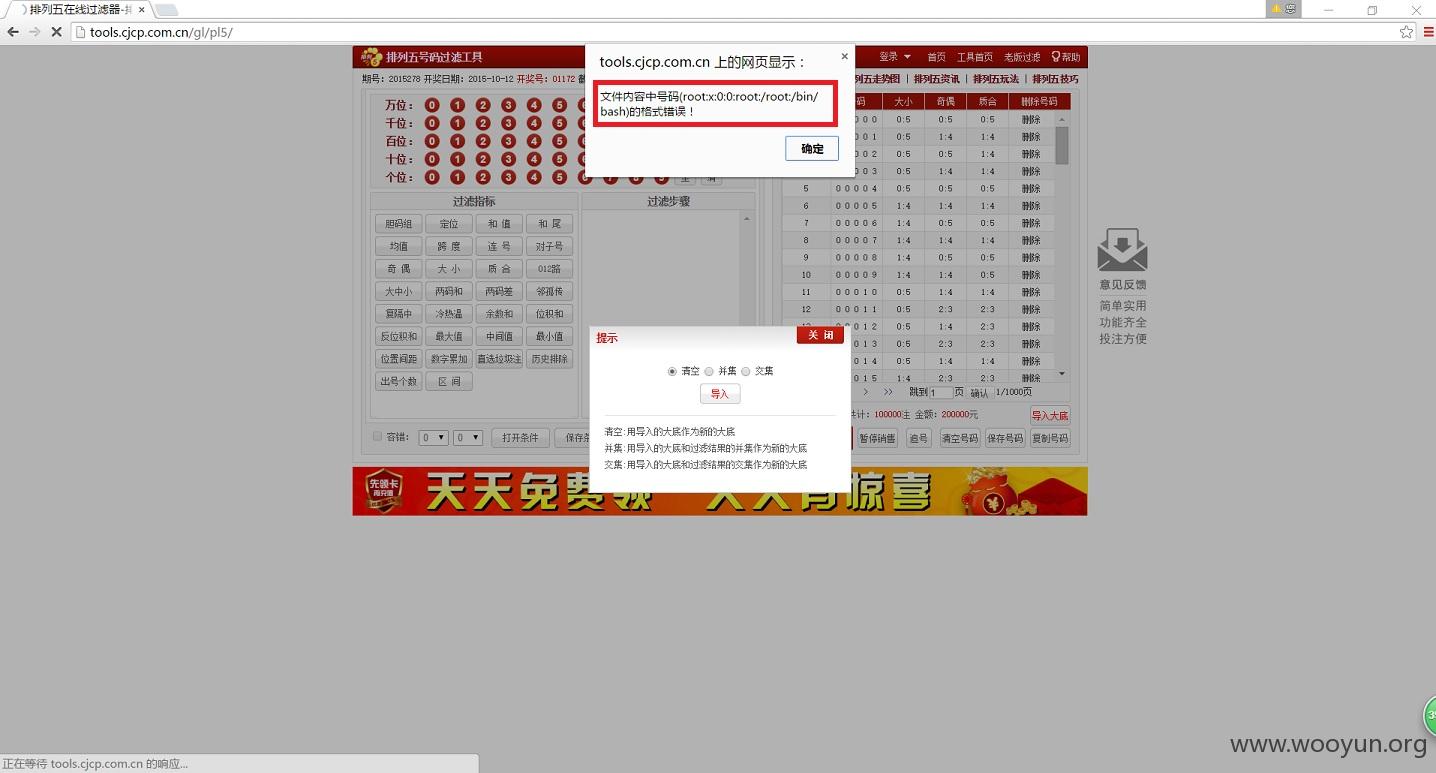 排列五在线过滤器-排
tools.cjcp.com.cn/gl/pl5/
排列五号码过滤工具
登录 首页 工具首页 老版过滤 帮助
期号：2015278 开奖日期：2015-10-12 开奖号：01172
列五走势图 | 排列五资讯 | 排列五玩法 | 排列五技巧
tools.cjcp.com.cn 上的网页显示：
文件内容中号码(root:x:0:0:root:/root:/bin/
bash)的格式错误！
确定
万位： 0 1 2 3 4 5
千位： 0 1 2 3 4 5
百位： 0 1 2 3 4 5
十位： 0 1 2 3 4 5
个位： 0 1 2 3 4 5 6 7 8 9 全 清
过滤指标
过滤步骤
胆码组 定位 和 值 和 尾
均值 跨 度 连 号 对子号
奇 偶 大 小 质 合 012路
大中小 两码和 两码差 邻孤传
复隔中 冷热温 余数和 位积和
反位积和 最大值 中间值 最小值
位置间距 数字累加 直选垃圾注 历史排除
出号个数 区 间
容错： 0 0 打开条件
码 大小 奇偶 质合 删除号码
0 0 0:5 0:5 1:4 删除
0 1 0:5 1:4 1:4 删除
0 2 0:5 0:5 1:4 删除
0 3 0:5 1:4 1:4 删除
5 0 0 0 0 4 0:5 0:5 0:5 删除
6 0 0 0 0 5 1:4 1:4 1:4 删除
7 0 0 0 0 6 1:4 0:5 0:5 删除
8 0 0 0 0 7 1:4 1:4 1:4 删除
9 0 0 0 0 8 1:4 0:5 0:5 删除
10 0 0 0 0 9 1:4 1:4 0:5 删除
11 0 0 0 1 0 0:5 1:4 1:4 删除
12 0 0 0 1 1 0:5 2:3 2:3 删除
0 1 2 0:5 1:4 2:3 删除
0 1 3 0:5 2:3 2:3 删除
0 1 4 0:5 1:4 1:4 删除
0 1 5 1:4 2:3 2:3 删除
> >> 跳到 1 页 确认 1/1000页
计：100000注 金额：200000元 导入大底
暂停销售 追号 清空号码 保存号码 复制号码
提示
关 闭
清空 并集 交集
导入
清空:用导入的大底作为新的大底
并集:用导入的大底和过滤结果的并集作为新的大底
交集:用导入的大底和过滤结果的交集作为新的大底
意见反馈
简单实用
功能齐全
投注方便
先领卡
再充值
天天免费领 天天有惊喜
www.wooyun.org
正在等待 tools.cjcp.com.cn 的响应...